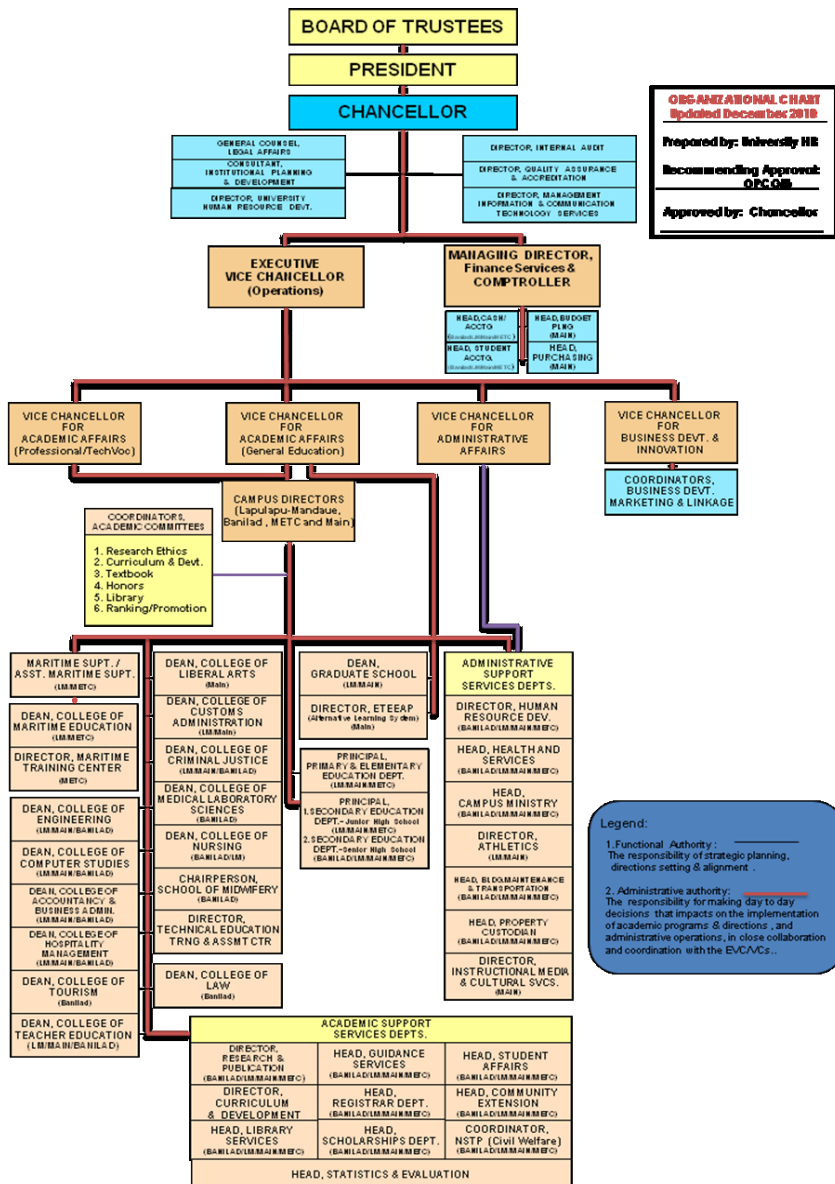 BOARD OF TRUSTEES
PRESIDENT
CHANCELLOR
ORGANIZATIONAL CHART
Updated December 2010
Prepared by: University HR
Recommending Approval:
Approved by: Chancellor
GENERAL COUNSEL,
LEGAL AFFAIRS
CONSULTANT,
INSTITUTIONAL PLANNING
& DEVELOPMENT
DIRECTOR, UNIVERSITY
HUMAN RESOURCE DEVT.
DIRECTOR, INTERNAL AUDIT
DIRECTOR, QUALITY ASSURANCE
& ACCREDITATION
DIRECTOR, MANAGEMENT
INFORMATION & COMMUNICATION
TECHNOLOGY SERVICES
EXECUTIVE
VICE CHANCELLOR
(Operations)
MANAGING DIRECTOR,
Finance Services &
COMPTROLLER
HEAD,CASH/
ACCTG
HEAD, BUDGET
PLNG
(MAIN)
HEAD, STUDENT
ACCTG.
HEAD,
PURCHASING
(MAIN)
VICE CHANCELLOR
FOR
ACADEMIC AFFAIRS
(Professional/TechVoc)
VICE CHANCELLOR
FOR
ACADEMIC AFFAIRS
(General Education)
VICE CHANCELLOR
FOR
ADMINISTRATIVE
AFFAIRS
VICE CHANCELLOR
FOR
BUSINESS DEVT. &
INNOVATION
COORDINATORS,
BUSINESS DEVT.
MARKETING & LINKAGE
CAMPUS DIRECTORS
(Lapulapu-Mandaue,
Banilad , METC and Main)
COORDINATORS,
ACADEMIC COMMITTEES
1. Research Ethics
2. Curriculum & Devt.
3. Textbook
4. Honors
5. Library
6. Ranking/Promotion
MARITIME SUPT. /
ASST. MARITIME SUPT.
(LM/METC)
DEAN, COLLEGE OF
MARITIME EDUCATION
(LM/METC)
DIRECTOR, MARITIME
TRAINING CENTER
(METC)
DEAN, COLLEGE OF
ENGINEERING
(LM/MAIN/BANILAD)
DEAN, COLLEGE OF
COMPUTER STUDIES
(LM/MAIN/BANILAD)
DEAN, COLLEGE OF
ACCOUNTANCY &
BUSINESS ADMIN.
(LM/MAIN/BANILAD)
DEAN, COLLEGE OF
HOSPITALITY
MANAGEMENT
(LM/MAIN/BANILAD)
DEAN, COLLEGE OF
TOURISM
(Banilad)
DEAN, COLLEGE OF
TEACHER EDUCATION
(LM/MAIN/BANILAD)
DEAN, COLLEGE OF
LIBERAL ARTS
(Main)
DEAN, COLLEGE OF
CUSTOMS
ADMINISTRATION
(LM/Main)
DEAN, COLLEGE OF
CRIMINAL JUSTICE
(LM/MAIN/BANILAD)
DEAN, COLLEGE OF
MEDICAL LABORATORY
SCIENCES
(BANILAD)
DEAN, COLLEGE OF
NURSING
(BANILAD/LM)
CHAIRPERSON,
SCHOOL OF MIDWIFERY
(BANILAD)
DIRECTOR,
TECHNICAL EDUCATION
TRNG & ASSMT CTR
DEAN, COLLEGE OF
LAW
(Banilad)
DEAN,
GRADUATE SCHOOL
(LM/MAIN)
DIRECTOR, ETEEAP
(Alternative Learning System)
(Main)
PRINCIPAL,
PRIMARY & ELEMENTARY
EDUCATION DEPT.
(LM/MAIN/METC)
PRINCIPAL,
1.SECONDARY EDUCATION
DEPT.-Junior High School
(LM/MAIN/METC)
2.SECONDARY EDUCATION
DEPT.-Senior High School
(BANILAD/LM/MAIN/METC)
ADMINISTRATIVE
SUPPORT
SERVICES DEPTS.
DIRECTOR, HUMAN
RESOURCE DEV.
(BANILAD/LM/MAIN/METC)
HEAD, HEALTH AND
SERVICES
(BANILAD/LM/MAIN/METC)
HEAD,
CAMPUS MINISTRY
(BANILAD/LM/MAIN/METC)
DIRECTOR,
ATHLETICS
(LM/MAIN)
HEAD, BLDG.MAINTENANCE
& TRANSPORTATION
(BANILAD/LM/MAIN/METC)
HEAD, PROPERTY
CUSTODIAN
(BANILAD/LM/MAIN/METC)
DIRECTOR,
INSTRUCTIONAL MEDIA
& CULTURAL SVCS.
(MAIN)
Legend:
1.Functional Authority :
The responsibility of strategic planning,
directions setting & alignment .
2. Administrative authority:
The responsibility for making day to day
decisions that impacts on the implementation
of academic programs & directions , and
administrative operations, in close collaboration
and coordination with the EVC/VCs..
ACADEMIC SUPPORT
SERVICES DEPTS.
DIRECTOR,
RESEARCH &
PUBLICATION
(BANILAD/LM/MAIN/METC)
HEAD, GUIDANCE
SERVICES
(BANILAD/LM/MAIN/METC)
HEAD, STUDENT
AFFAIRS
(BANILAD/LM/MAIN/METC)
DIRECTOR,
CURRICULUM
& DEVELOPMENT
HEAD,
REGISTRAR DEPT.
(BANILAD/LM/MAIN/METC)
HEAD, COMMUNITY
EXTENSION
(BANILAD/LM/MAIN/METC)
HEAD, LIBRARY
SERVICES
(BANILAD/LM/MAIN/METC)
HEAD,
SCHOLARSHIPS DEPT.
(BANILAD/LM/MAIN/METC)
COORDINATOR,
NSTP (Civil Welfare)
(BANILAD/LM/MAIN/METC)
HEAD, STATISTICS & EVALUATION